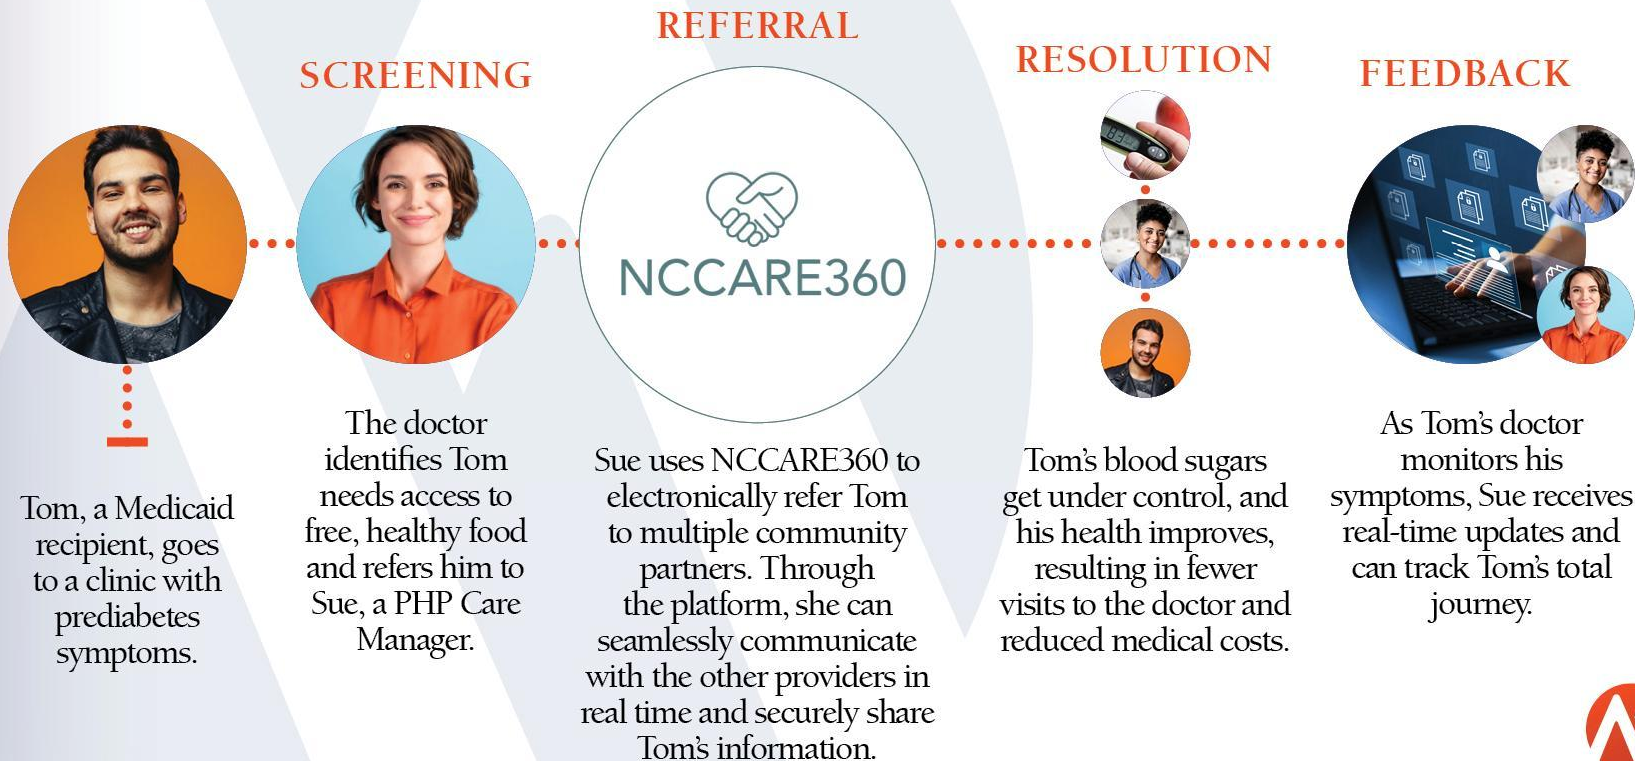 REFERRAL
SCREENING
RESOLUTION
FEEDBACK
83
NCCARE360
Tom, a Medicaid
recipient, goes
to a clinic with
prediabetes
symptoms.
The doctor
identifies Tom
needs access to
free, healthy food
and refers him to
Sue, a PHP Care
Manager.
Sue uses NCCARE360 to
electronically refer Tom
to multiple community
partners. Through
the platform, she can
seamlessly communicate
with the other providers in
real time and securely share
Tom's information.
Tom's blood sugars
get under control, and
his health improves,
resulting in fewer
visits to the doctor and
reduced medical costs.
As Tom's doctor
monitors his
symptoms, Sue receives
real-time updates and
can track Tom's total
journey.